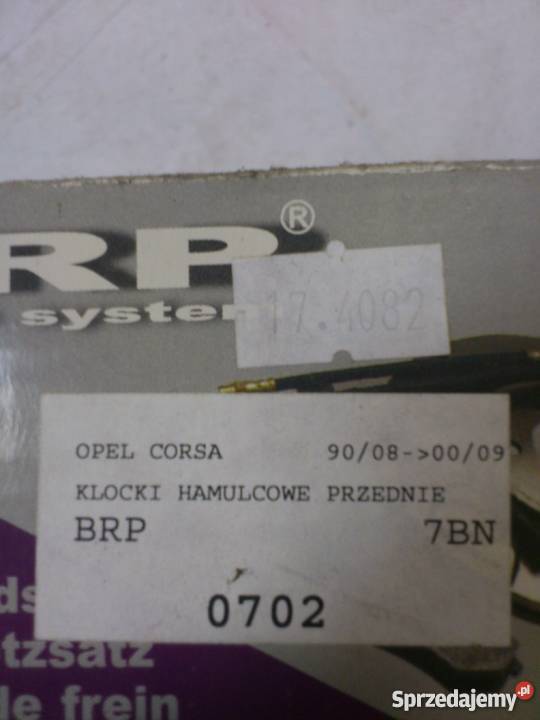 RP®
system
17.4082
OPEL CORSA 90/08->00/09
KLOCKI HAMULCOWE PRZEDNIE
BRP 7BN
0702
ds
tzsatz
de frein
Sprzedajemy.pl